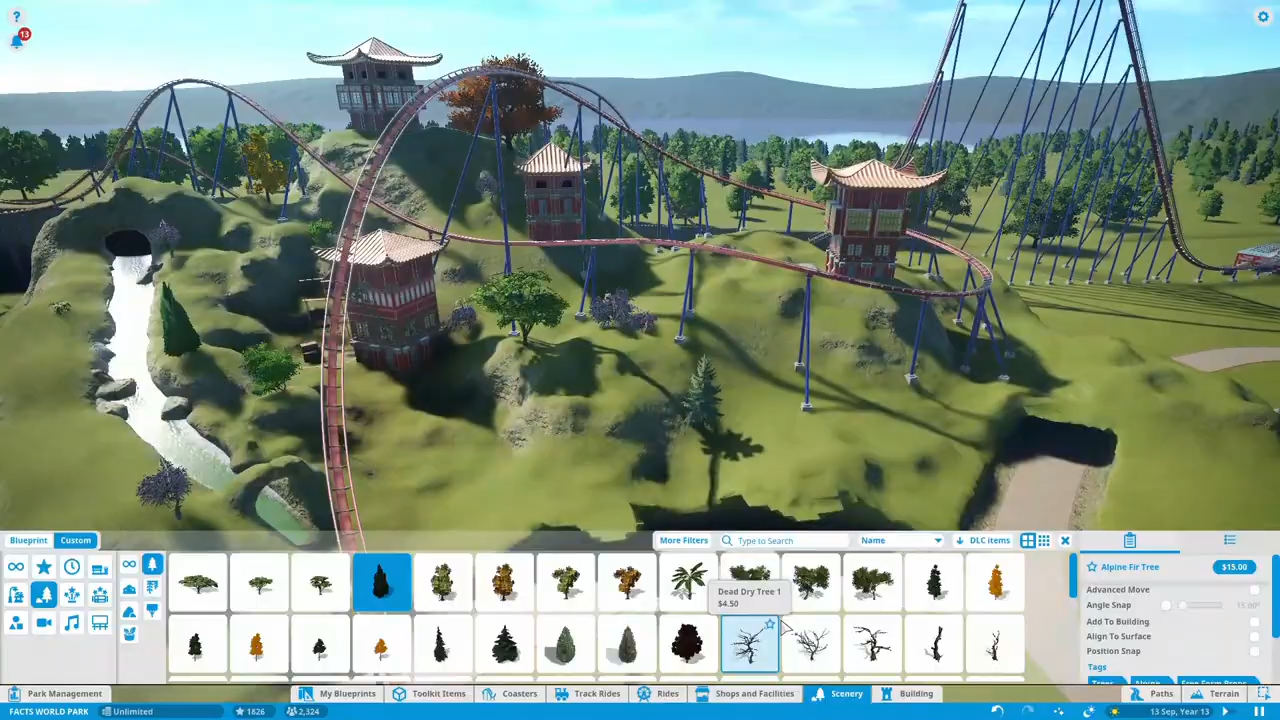 ?
13
Blueprint
Custom
More Filters
Type to Search
Name
DLC items
Alpine Fir Tree
$15.00
Advanced Move
Angle Snap
15.00°
Add To Building
Align To Surface
Position Snap
Tags
Dead Dry Tree 1
$4.50
Park Management
My Blueprints
Toolkit Items
Coasters
Track Rides
Rides
Shops and Facilities
Scenery
Building
Paths
Terrain
FACTS WORLD PARK
Unlimited
1826
2,324
13 Sep, Year 13